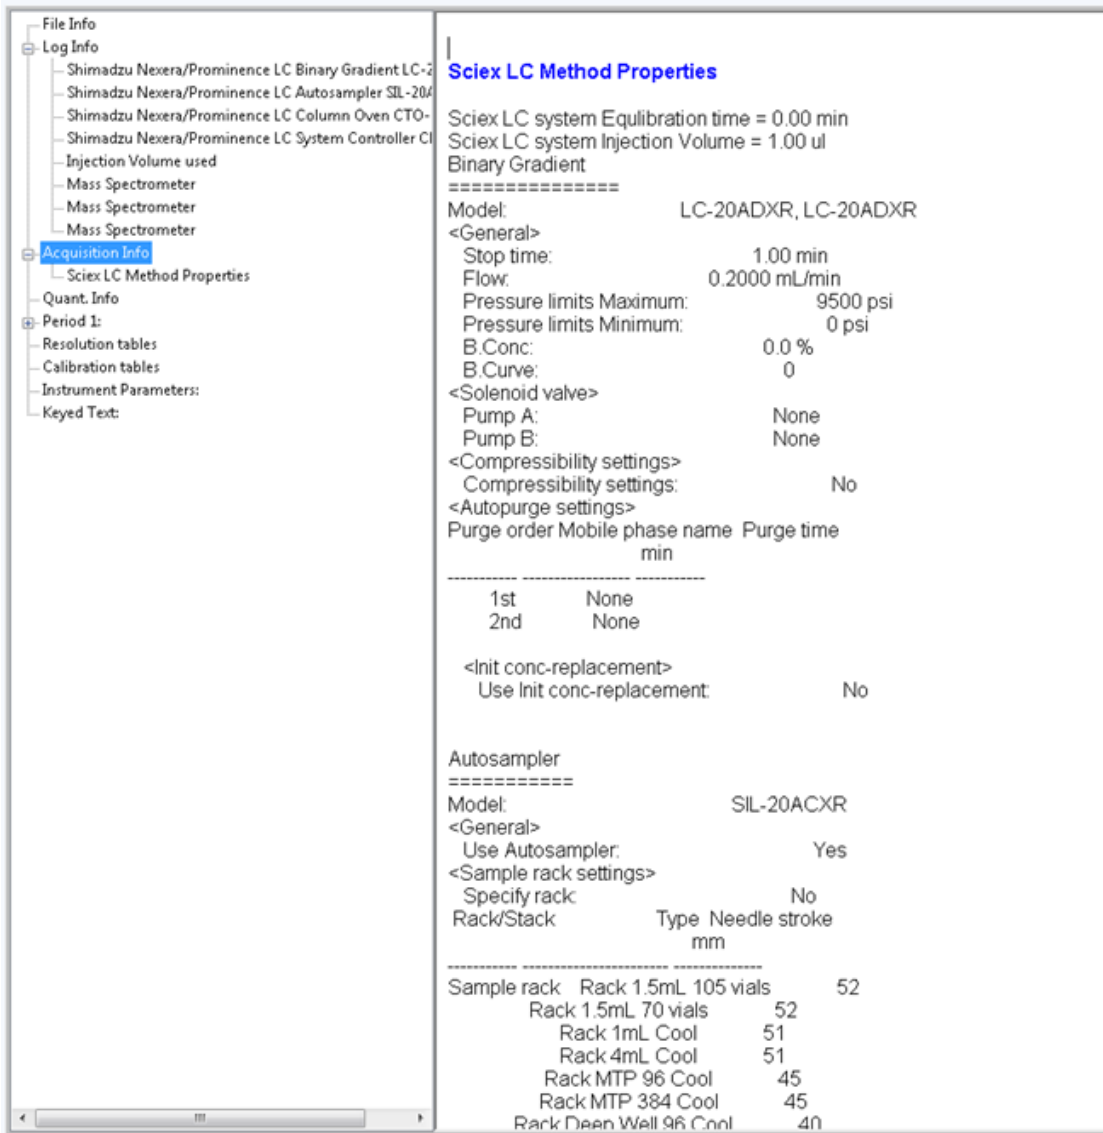 File Info
Log Info
Shimadzu Nexera/Prominence LC Binary Gradient LC-2
Shimadzu Nexera/Prominence LC Autosampler SIL-20A
Shimadzu Nexera/Prominence LC Column Oven CTO-
Shimadzu Nexera/Prominence LC System Controller C
Injection Volume used
Mass Spectrometer
Mass Spectrometer
Mass Spectrometer
Acquisition Info
Sciex LC Method Properties
Quant. Info
Period 1:
Resolution tables
Calibration tables
Instrument Parameters:
Keyed Text:
Sciex LC Method Properties
Sciex LC system Equlibration time = 0.00 min
Sciex LC system Injection Volume = 1.00 ul
Binary Gradient
===============
Model: LC-20ADXR, LC-20ADXR
<General>
Stop time: 1.00 min
Flow: 0.2000 mL/min
Pressure limits Maximum: 9500 psi
Pressure limits Minimum: 0 psi
B.Conc: 0.0 %
B.Curve: 0
<Solenoid valve>
Pump A: None
Pump B: None
<Compressibility settings>
Compressibility settings: No
<Autopurge settings>
Purge order Mobile phase name Purge time
min
----------- ----------------- -----------
1st None
2nd None
<Init conc-replacement>
Use Init conc-replacement: No
Autosampler
===========
Model: SIL-20ACXR
<General>
Use Autosampler: Yes
<Sample rack settings>
Specify rack: No
Rack/Stack Type Needle stroke
mm
----------- ----------------------- --------------
Sample rack Rack 1.5mL 105 vials 52
Rack 1.5mL 70 vials 52
Rack 1mL Cool 51
Rack 4mL Cool 51
Rack MTP 96 Cool 45
Rack MTP 384 Cool 45
Rack Deep Well 96 Cool 40